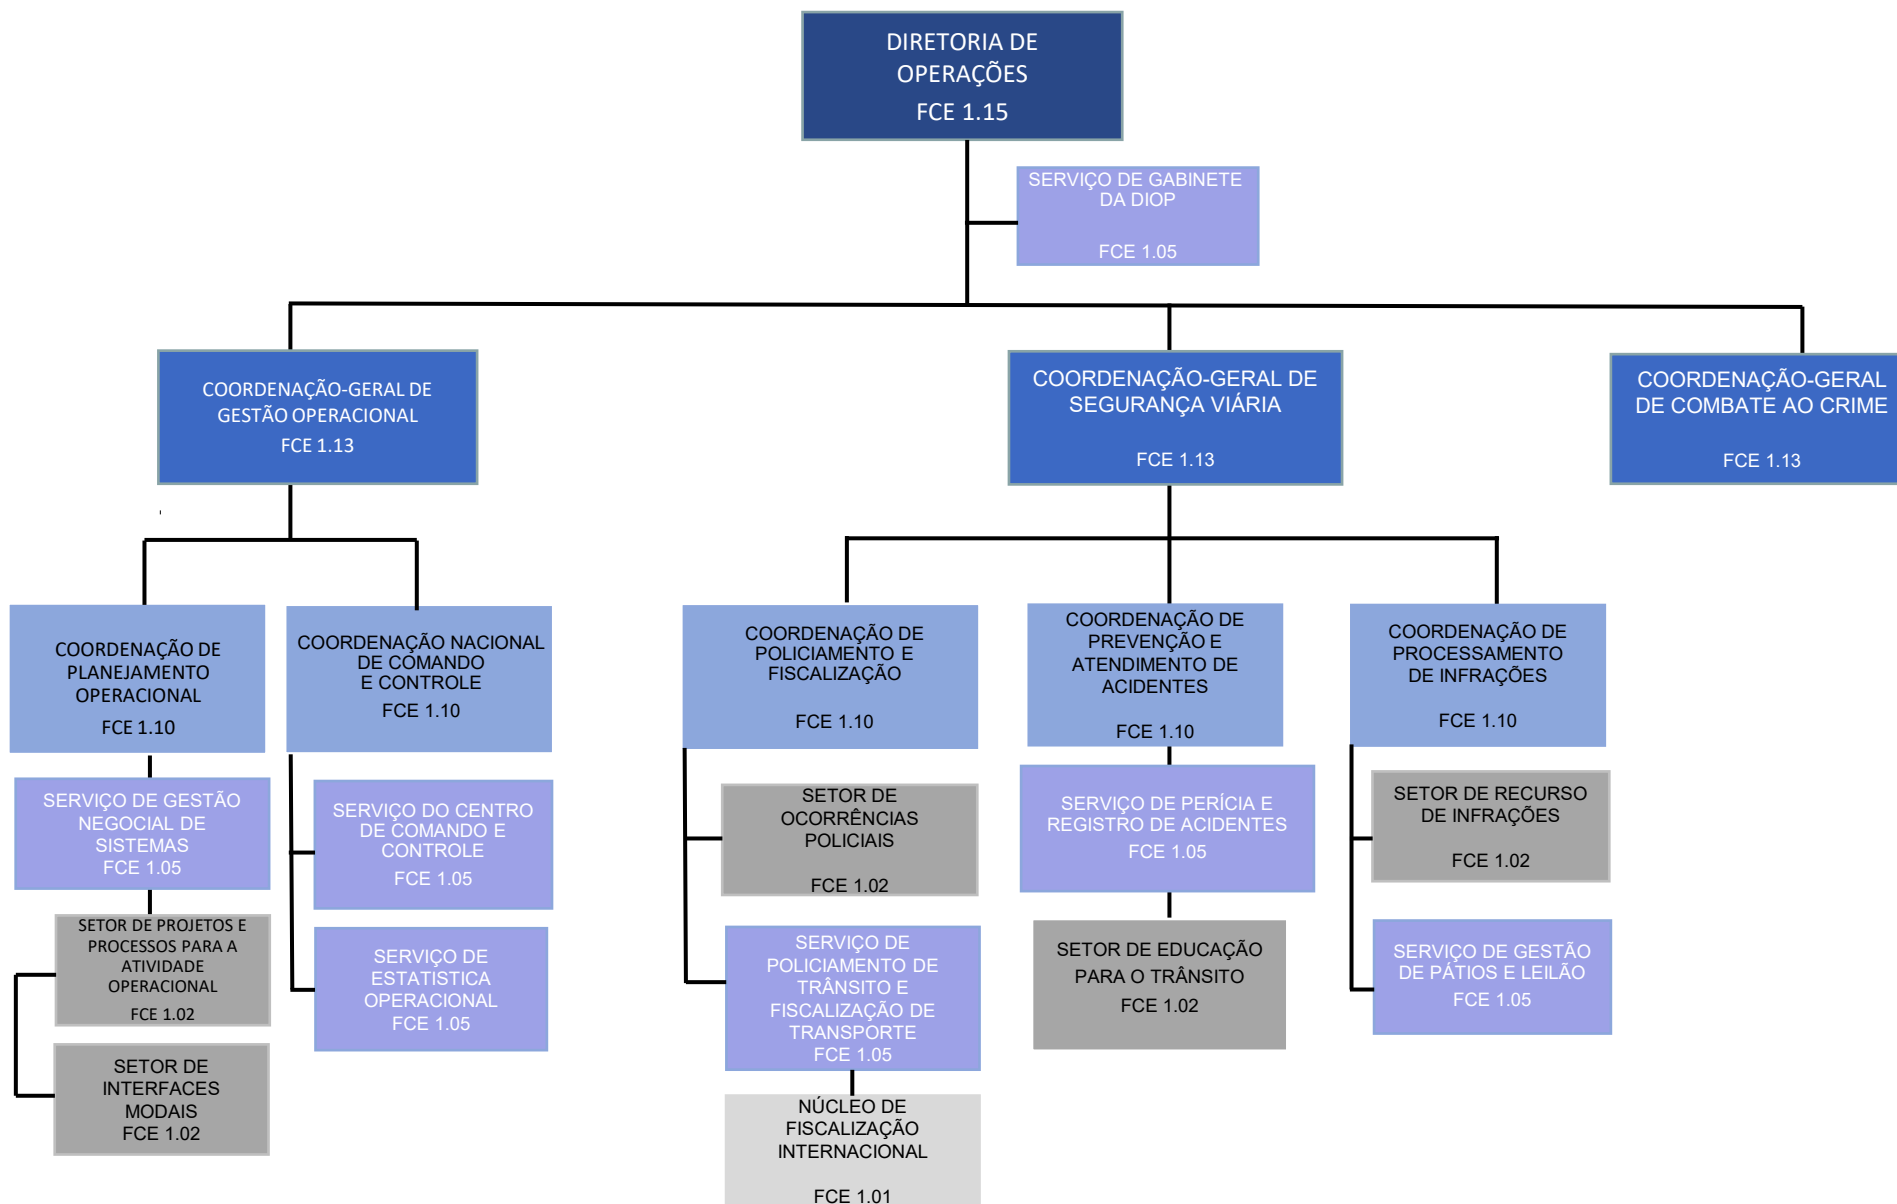 DIRETORIA DE
OPERAÇÕES
FCE 1.15
SERVIÇO DE GABINETE
DA DIOP
FCE 1.05
COORDENAÇÃO-GERAL DE
GESTÃO OPERACIONAL
FCE 1.13
COORDENAÇÃO-GERAL DE
SEGURANÇA VIÁRIA
FCE 1.13
COORDENAÇÃO-GERAL
DE COMBATE AO CRIME
FCE 1.13
COORDENAÇÃO DE
PLANEJAMENTO
OPERACIONAL
FCE 1.10
COORDENAÇÃO NACIONAL
DE COMANDO
E CONTROLE
FCE 1.10
COORDENAÇÃO DE
POLICIAMENTO E
FISCALIZAÇÃO
FCE 1.10
COORDENAÇÃO DE
PREVENÇÃO E
ATENDIMENTO DE
ACIDENTES
FCE 1.10
COORDENAÇÃO DE
PROCESSAMENTO
DE INFRAÇÕES
FCE 1.10
SERVIÇO DE GESTÃO
NEGOCIAL DE
SISTEMAS
FCE 1.05
SERVIÇO DO CENTRO
DE COMANDO E
CONTROLE
FCE 1.05
SETOR DE
OCORRÊNCIAS
POLICIAIS
FCE 1.02
SERVIÇO DE PERÍCIA E
REGISTRO DE ACIDENTES
FCE 1.05
SETOR DE RECURSO
DE INFRAÇÕES
FCE 1.02
SETOR DE PROJETOS E
PROCESSOS PARA A
ATIVIDADE
OPERACIONAL
FCE 1.02
SERVIÇO DE
ESTATISTICA
OPERACIONAL
FCE 1.05
SERVIÇO DE
POLICIAMENTO DE
TRÂNSITO E
FISCALIZAÇÃO DE
TRANSPORTE
FCE 1.05
SETOR DE EDUCAÇÃO
PARA O TRÂNSITO
FCE 1.02
SERVIÇO DE GESTÃO
DE PÁTIOS E LEILÃO
FCE 1.05
SETOR DE
INTERFACES
MODAIS
FCE 1.02
NÚCLEO DE
FISCALIZAÇÃO
INTERNACIONAL
FCE 1.01